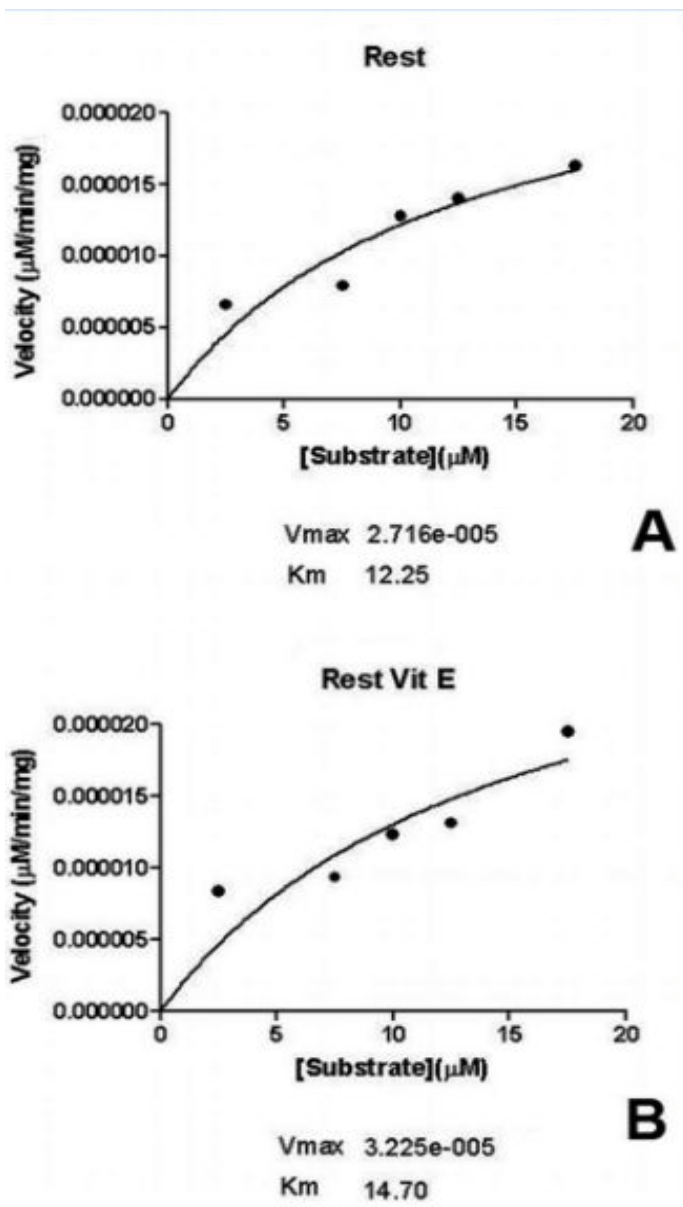 Rest
Velocity (µM/min/mg)
0.000020
0.000015
0.000010
0.000005
0.000000
0 5 10 15 20
[Substrate](µM)
Vmax 2.716e-005
Km 12.25
A
Rest Vit E
Velocity (µM/min/mg)
0.000020
0.000015
0.000010
0.000005
0.000000
0 5 10 15 20
[Substrate](µM)
Vmax 3.225e-005
Km 14.70
B